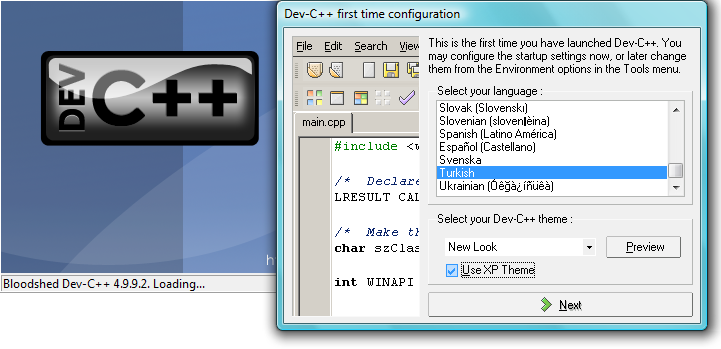 DEV
C++
h
Bloodshed Dev-C++ 4.9.9.2. Loading...
Dev-C++ first time configuration
File Edit Search View
main.cpp
#include <w
/* Declare
LRESULT CAL
/* Make th
char szClas
int WINAPI
This is the first time you have launched Dev-C++. You
may configure the startup settings now, or later change
them from the Environment options in the Tools menu.
Select your language :
Slovak (Slovenskı)
Slovenian (slovenğèina)
Spanish (Latino América)
Español (Castellano)
Svenska
Turkish
Ukrainian (Óêğà¿íñüêà)
Select your Dev-C++ theme :
New Look
Preview
Use XP Theme
Next